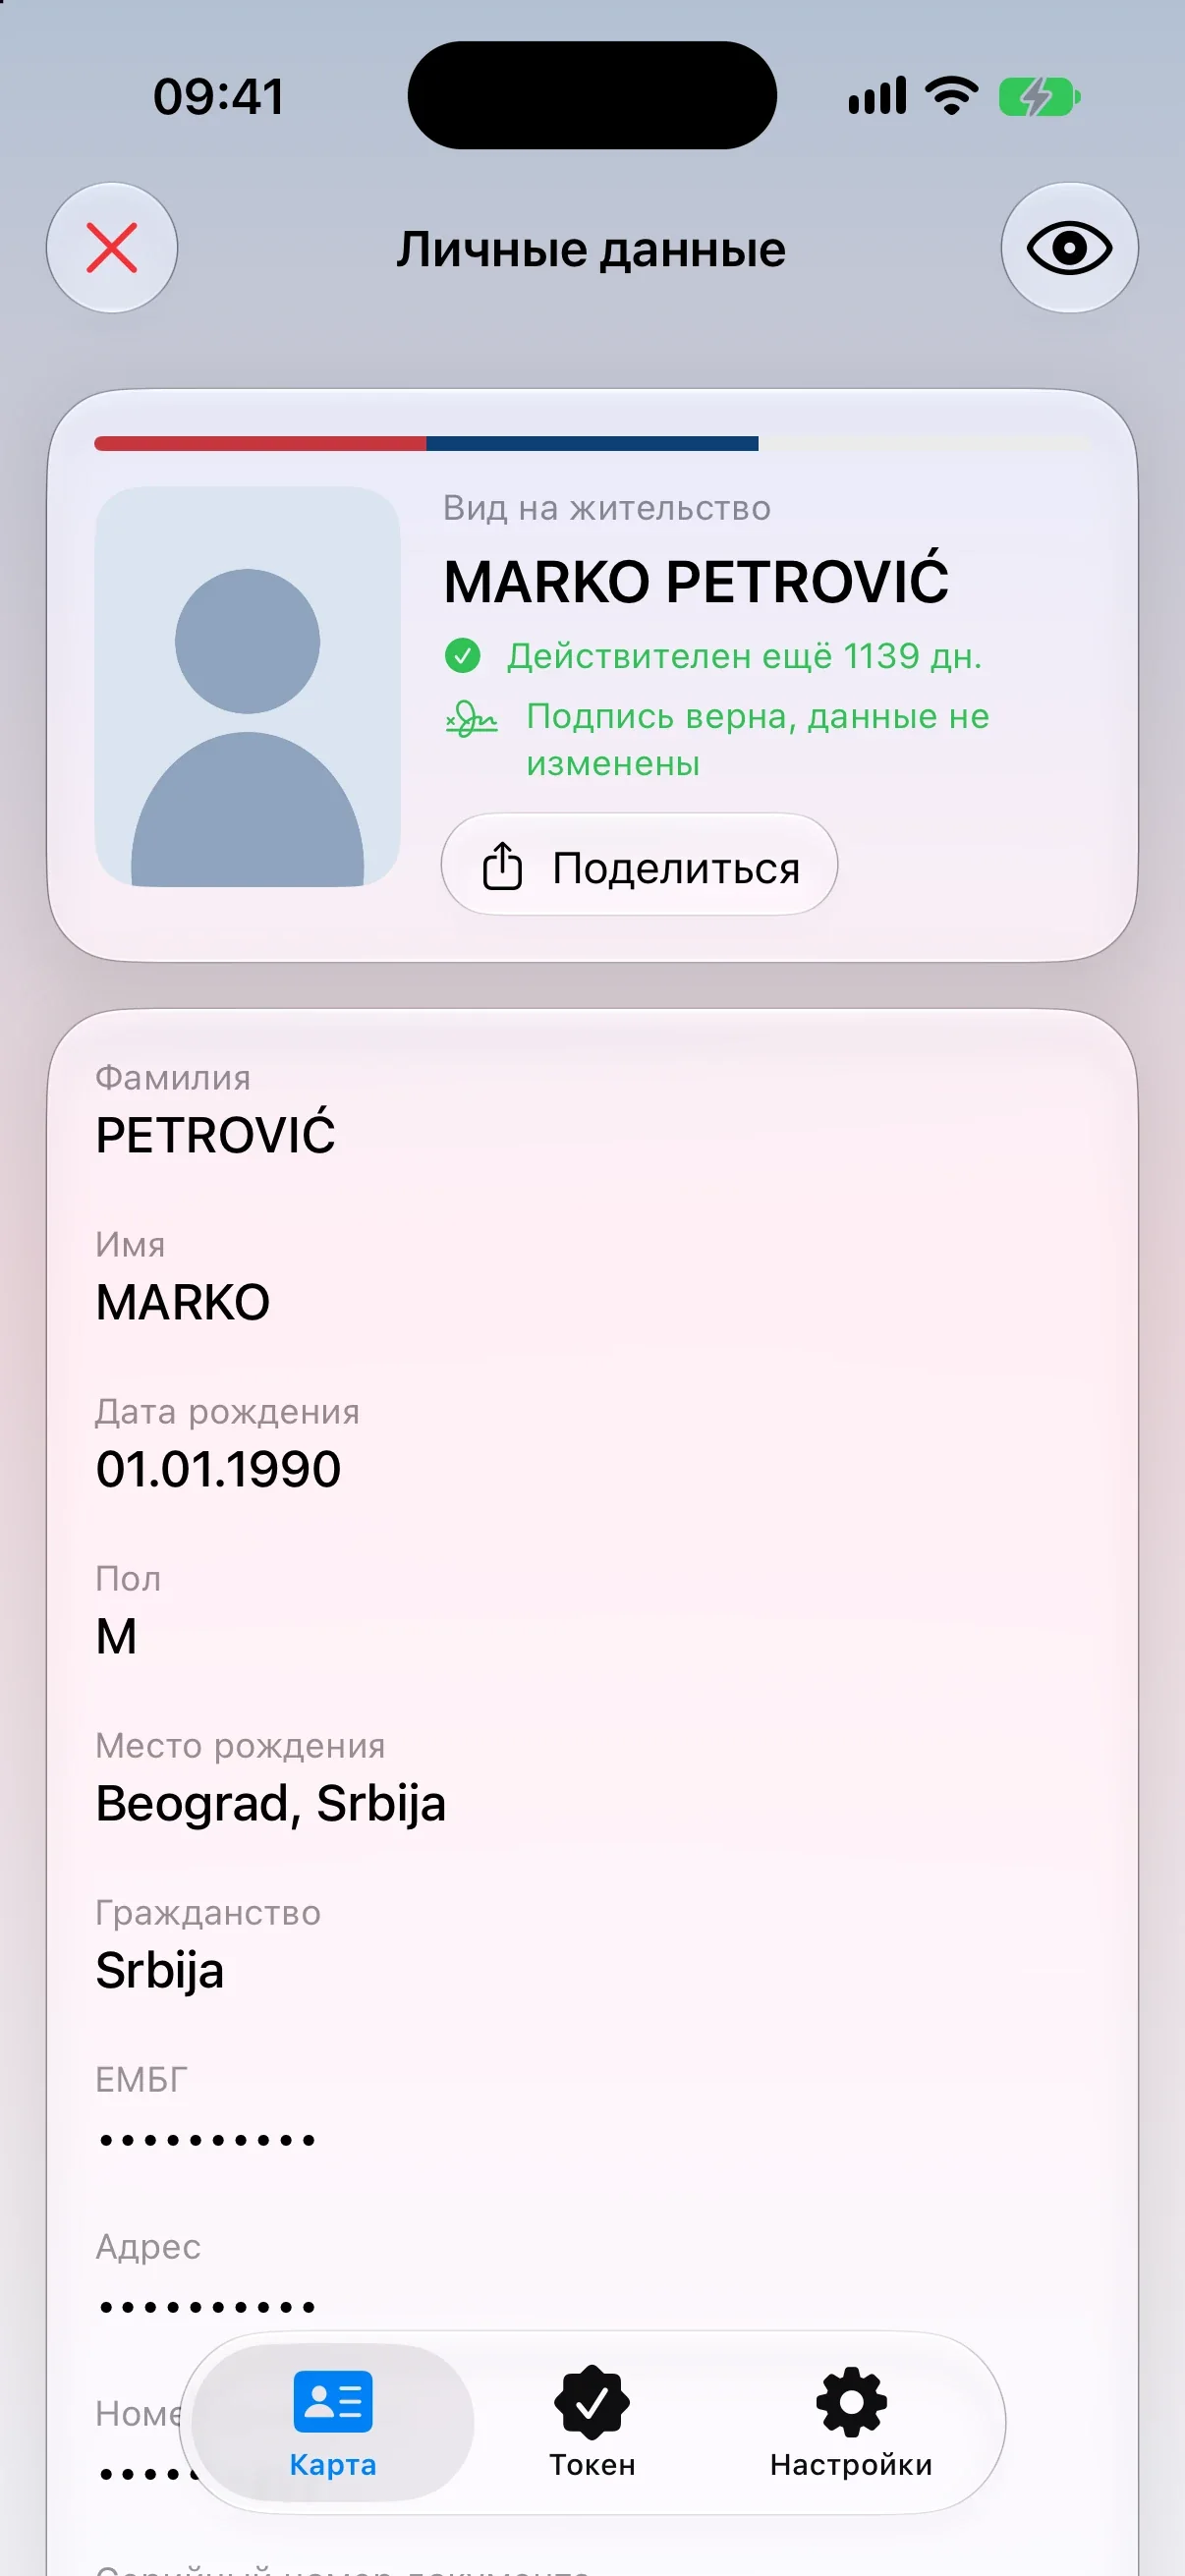 09:41
Личные данные
Вид на жительство
MARKO PETROVIĆ
Действителен ещё 1139 дн.
Подпись верна, данные не
изменены
Поделиться
Фамилия
PETROVIĆ
Имя
MARKO
Дата рождения
01.01.1990
Пол
M
Место рождения
Beograd, Srbija
Гражданство
Srbija
ЕМБГ
••••••••••
Адрес
••••••••••
Карта
Токен
Настройки